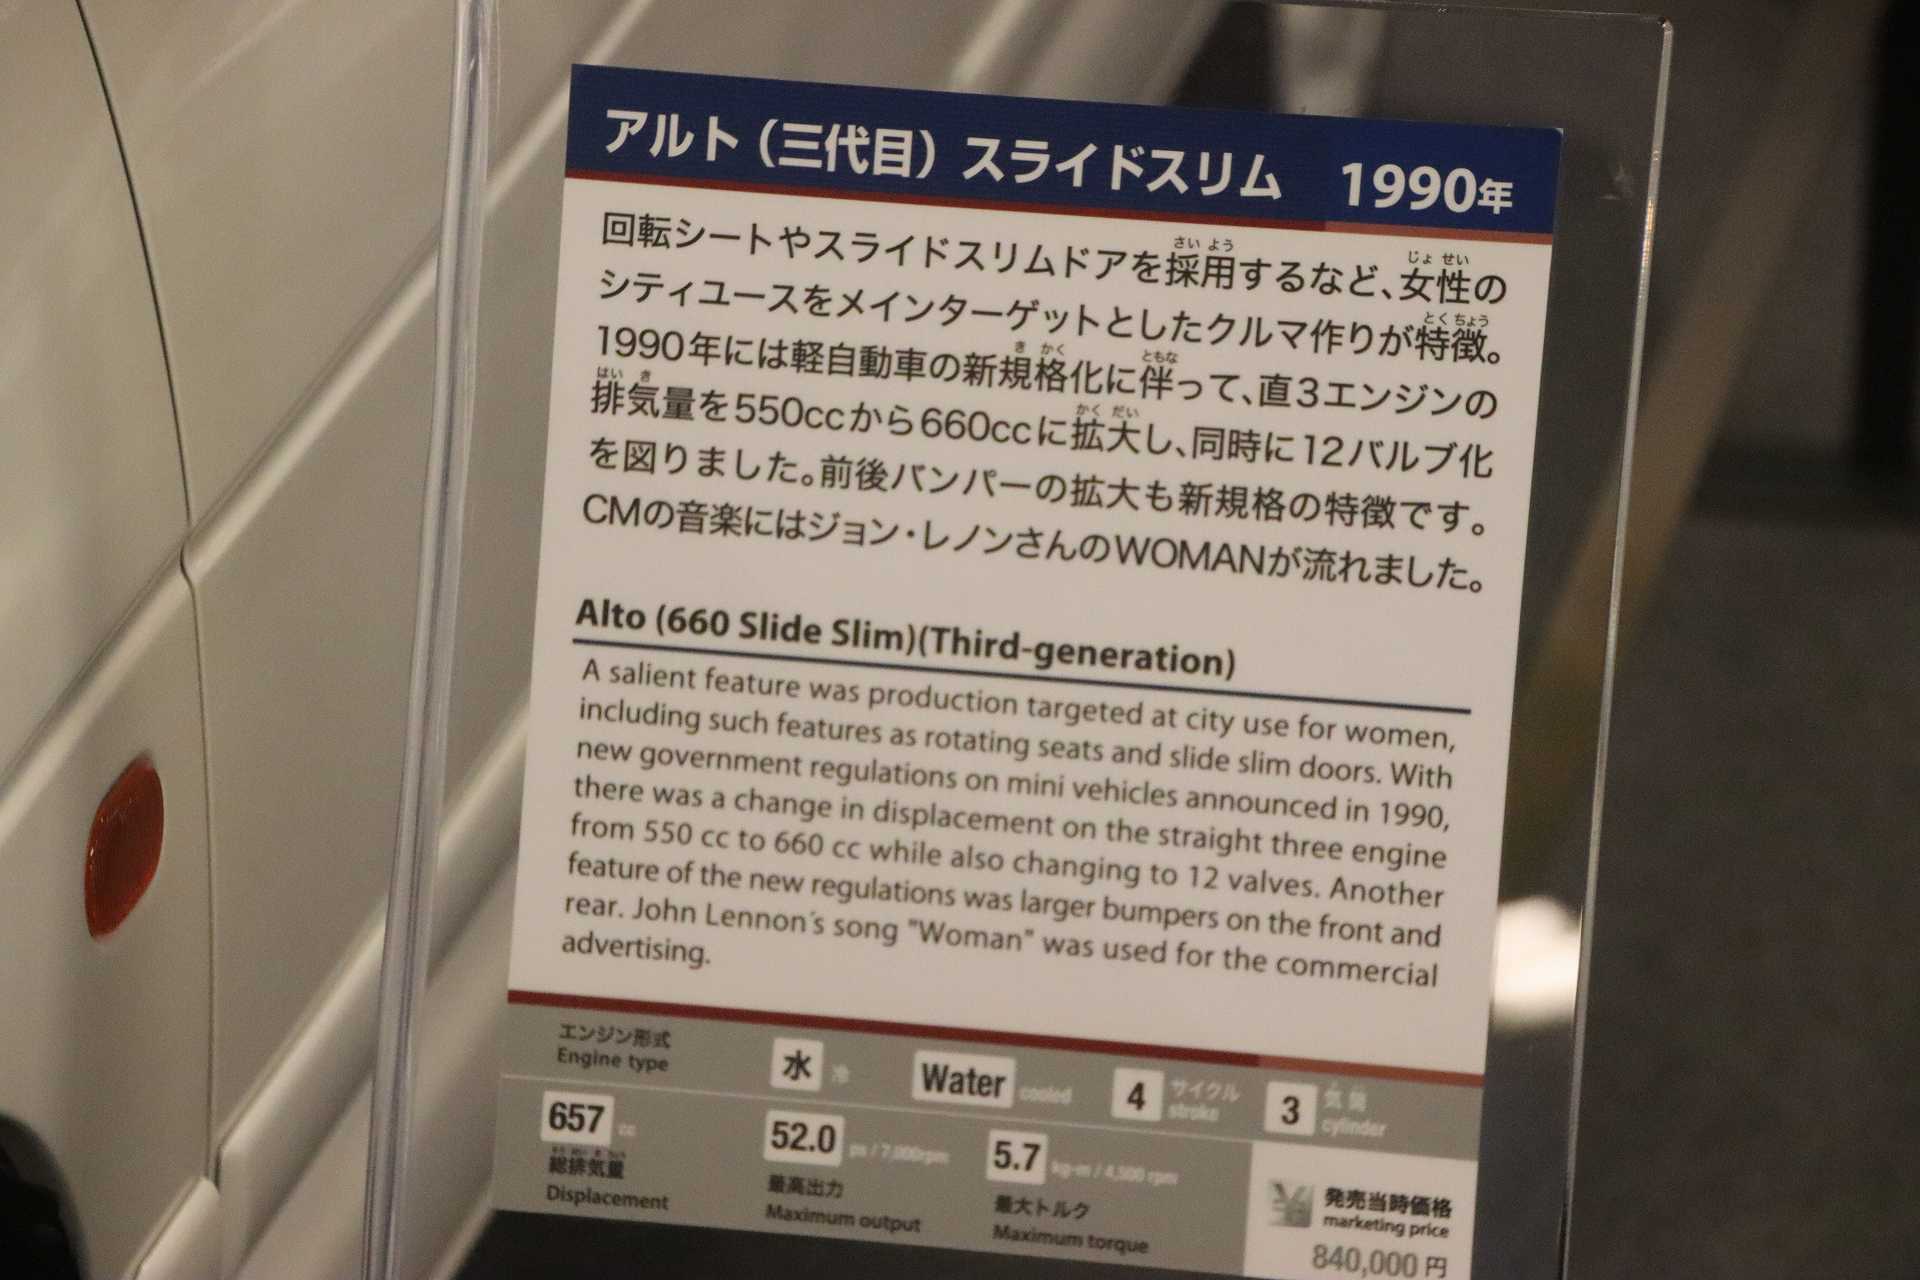 アルト（三代目）スライドスリム 1990年
回転シートやスライドスリムドアを採用するなど、女性の
シティユースをメインターゲットとしたクルマ作りが特徴。
1990年には軽自動車の新規格化に伴って、直3エンジンの
排気量を550ccから660ccに拡大し、同時に12バルブ化
を図りました。前後バンパーの拡大も新規格の特徴です。
CMの音楽にはジョン・レノンさんのWOMANが流れました。
Alto (660 Slide Slim)(Third-generation)
A salient feature was production targeted at city use for women,
including such features as rotating seats and slide slim doors. With
new government regulations on mini vehicles announced in 1990,
there was a change in displacement on the straight three engine
from 550 cc to 660 cc while also changing to 12 valves. Another
feature of the new regulations was larger bumpers on the front and
rear. John Lennon´s song "Woman" was used for the commercial
advertising.
エンジン形式
Engine type
水 冷 Water cooled 4 サイクル stroke 3 気筒 cylinder
657 cc 52.0 ps / 7,000rpm 5.7 kg-m / 4,500 rpm
総排気量 最高出力 最大トルク 発売当時価格
Displacement Maximum output Maximum torque marketing price
840,000円